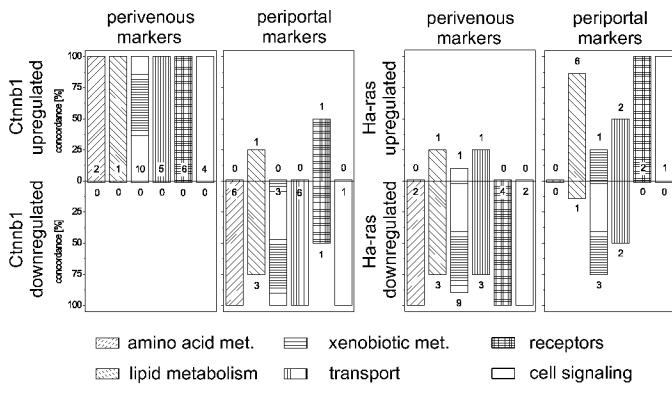 perivenous markers
periportal markers
perivenous markers
periportal markers
Ctnnb1 upregulated
concordance [%]
Ctnnb1 downregulated
concordance [%]
Ha-ras upregulated
Ha-ras downregulated
100
75
50
25
0
25
50
75
100
2 1 10 5 6 4
0 0 0 0 0 0
0 1 0 0 1 0
6 3 3 6 1 1
0 1 1 1 0 0
2 3 9 3 4 2
0 6 1 2 2 1
0 1 3 2 0 0
amino acid met.
xenobiotic met.
receptors
lipid metabolism
transport
cell signaling